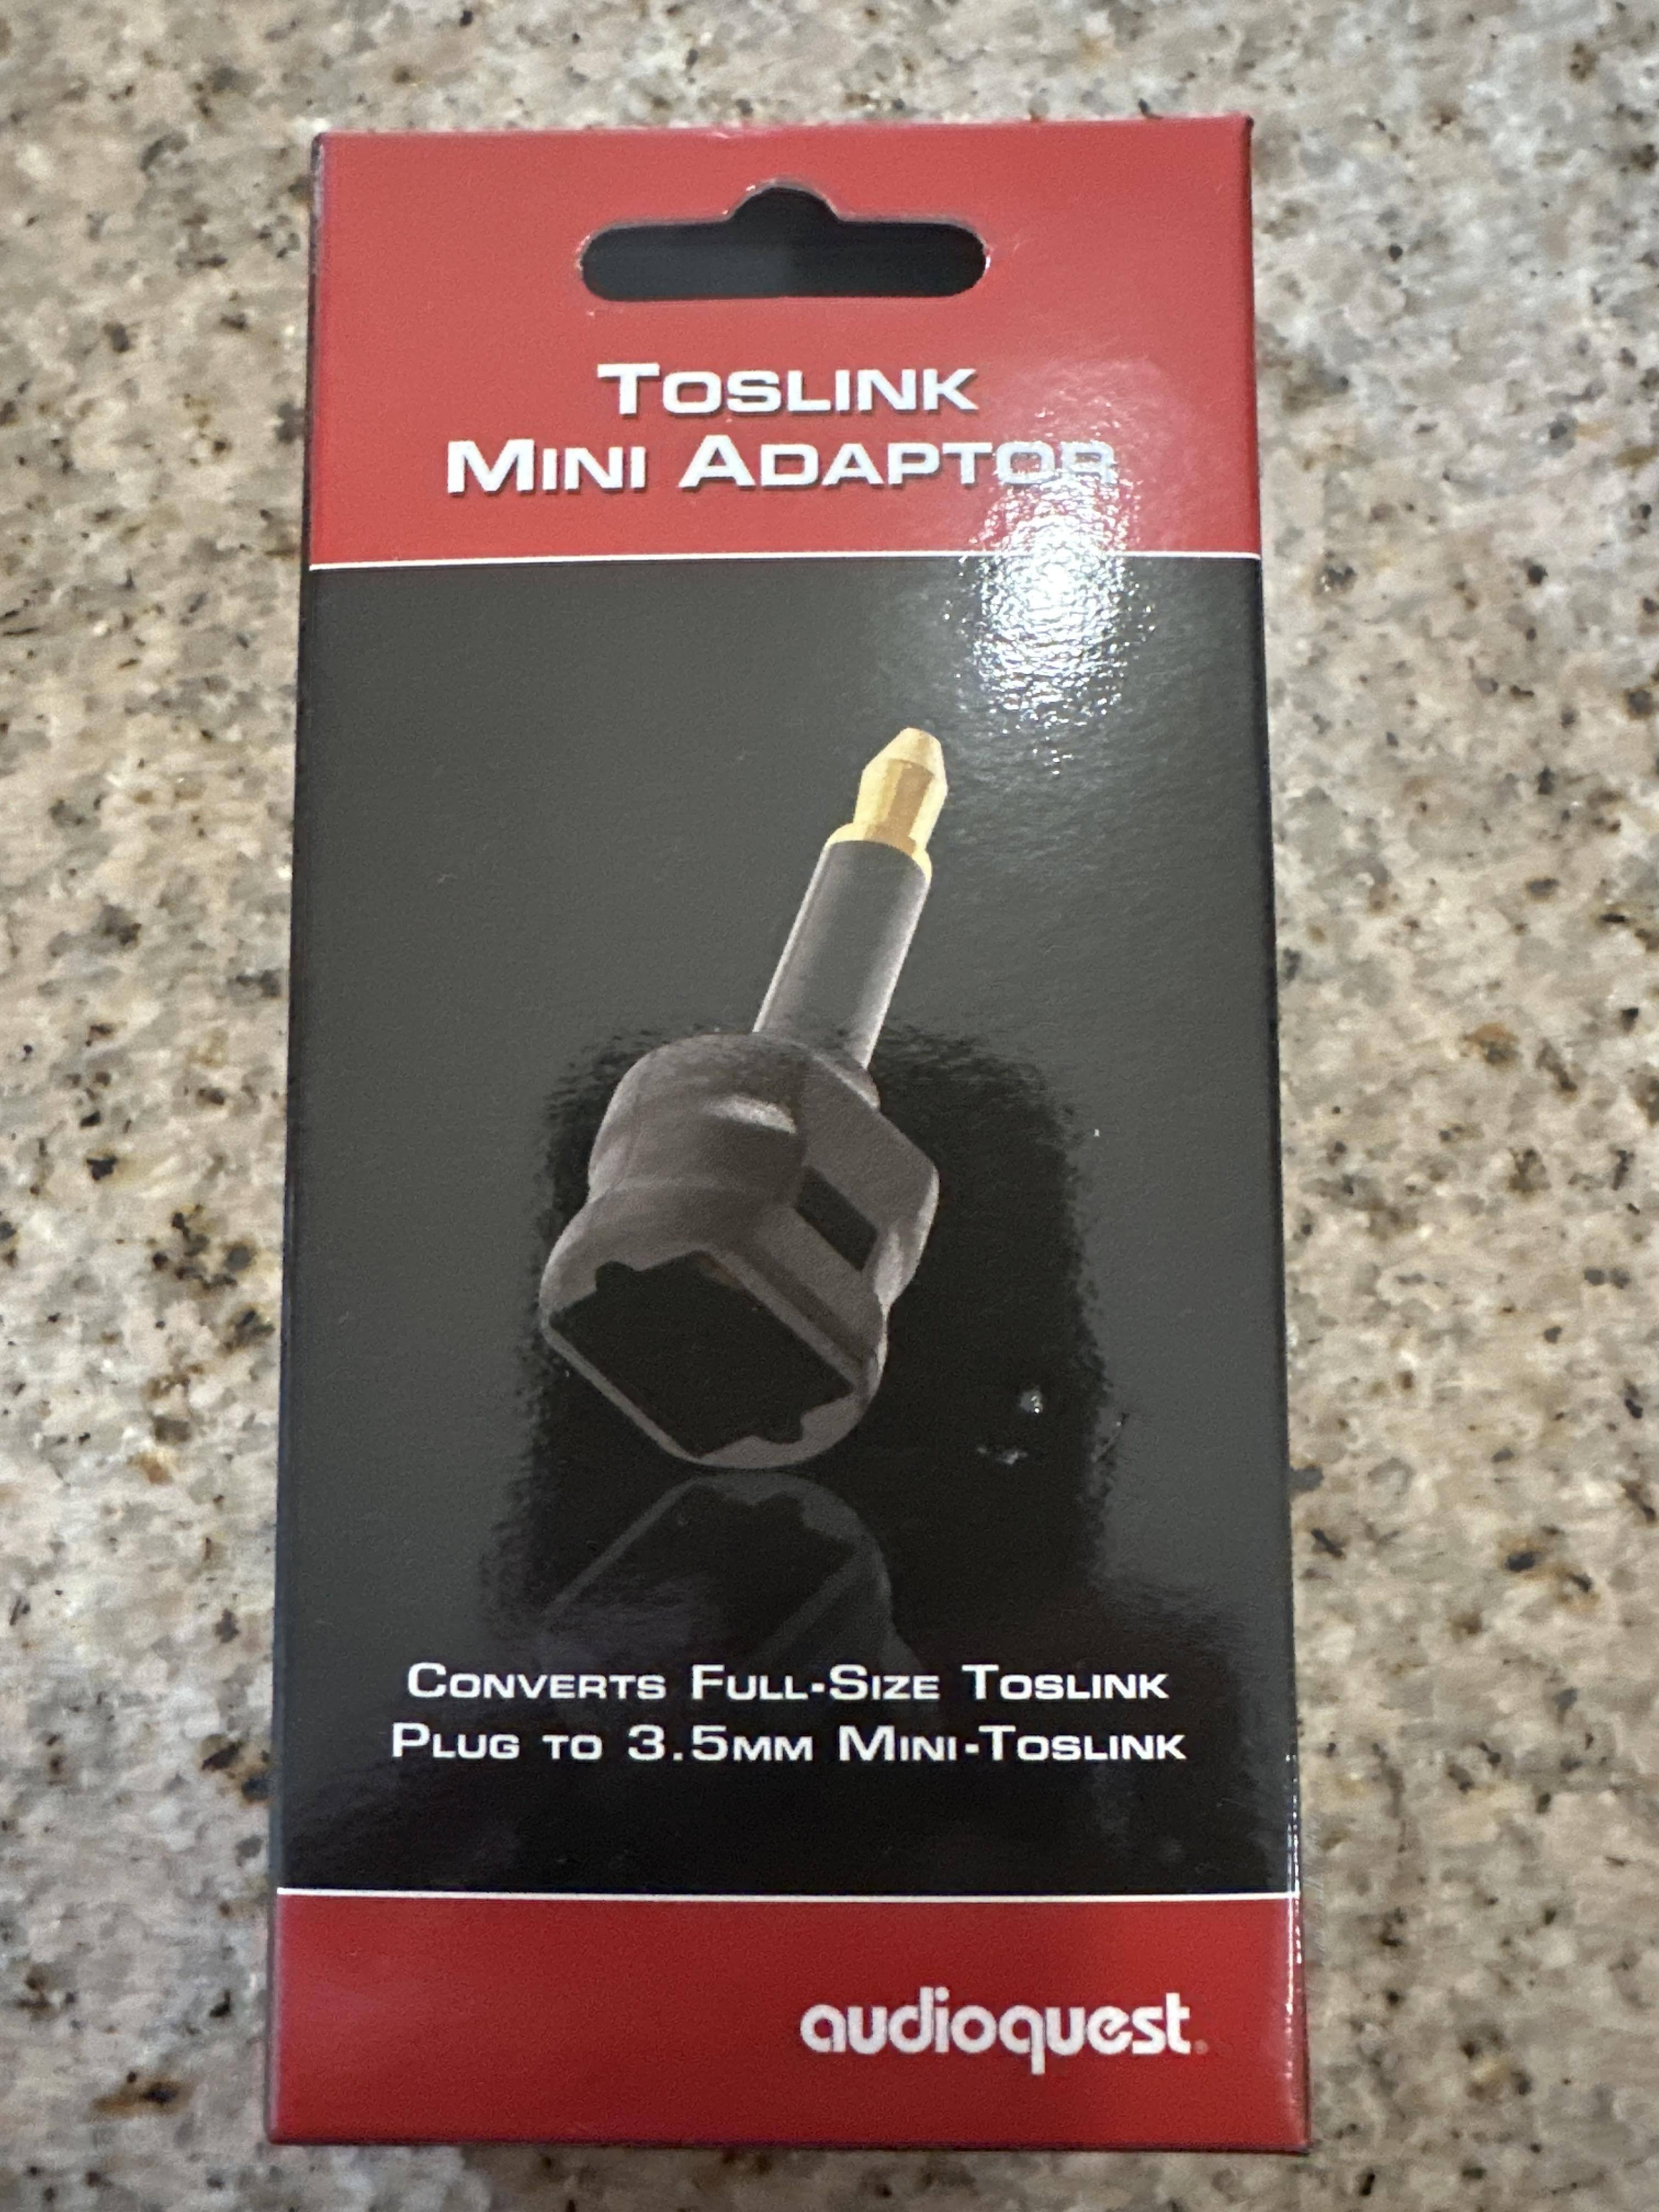 TOSLINK
MINI ADAPTOR
CONVERTS FULL-SIZE TOSLINK
PLUG TO 3.5MM MINI-TOSLINK
audioquest®